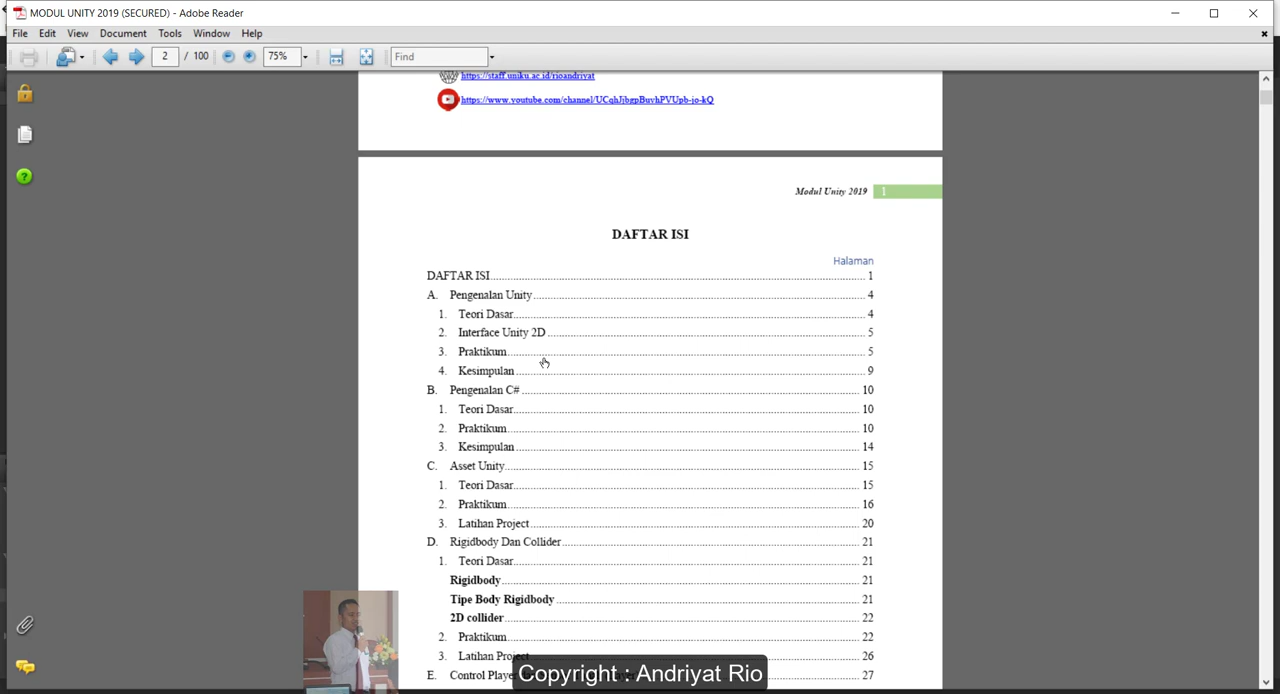 MODUL UNITY 2019 (SECURED) - Adobe Reader
File Edit View Document Tools Window Help
2 / 100 75% Find
https://staff.uniku.ac.id/rioandriyat
https://www.youtube.com/channel/UCqhJjbgpBuvhPVUpb-jo-kQ
Modul Unity 2019 1
DAFTAR ISI
Halaman
DAFTAR ISI 1
A. Pengenalan Unity 4
1. Teori Dasar 4
2. Interface Unity 2D 5
3. Praktikum 5
4. Kesimpulan 9
B. Pengenalan C# 10
1. Teori Dasar 10
2. Praktikum 10
3. Kesimpulan 14
C. Asset Unity 15
1. Teori Dasar 15
2. Praktikum 16
3. Latihan Project 20
D. Rigidbody Dan Collider 21
1. Teori Dasar 21
Rigidbody 21
Tipe Body Rigidbody 21
2D collider 22
2. Praktikum 22
3. Latihan Project 26
E. Control Player 27
Copyright : Andriyat Rio